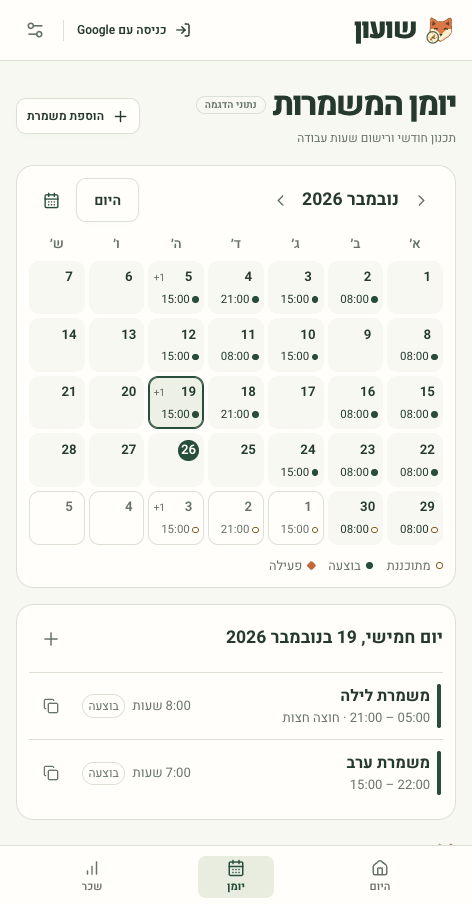 שועון
כניסה עם Google
יומן המשמרות
נתוני הדגמה
הוספת משמרת
תכנון חודשי ורישום שעות עבודה
נובמבר 2026
היום
א׳ ב׳ ג׳ ד׳ ה׳ ו׳ ש׳
1 2 3 4 5 +1 6 7
08:00 15:00 21:00 15:00
8 9 10 11 12 13 14
08:00 15:00 08:00 15:00
15 16 17 18 19 +1 20 21
08:00 08:00 21:00 15:00
22 23 24 25 26 27 28
08:00 08:00 15:00
29 30 1 2 3 +1 4 5
08:00 08:00 15:00 21:00 15:00
מתוכננת בוצעה פעילה
יום חמישי, 19 בנובמבר 2026
משמרת לילה
21:00 – 05:00 · חוצה חצות
8:00 שעות
בוצעה
משמרת ערב
15:00 – 22:00
7:00 שעות
בוצעה
היום
יומן
שכר